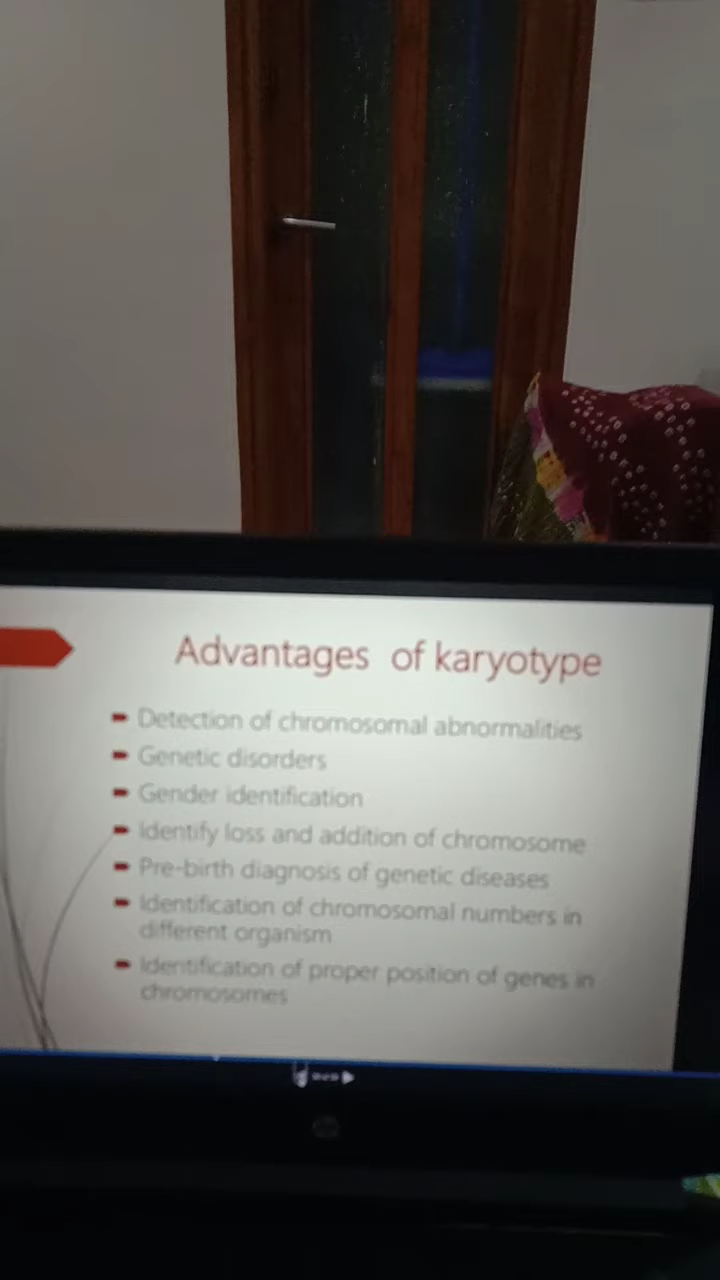 Advantages of karyotype
Detection of chromosomal abnormalities
Genetic disorders
Gender identification
Identify loss and addition of chromosome
Pre-birth diagnosis of genetic diseases
Identification of chromosomal numbers in
different organism
Identification of proper position of genes in
chromosomes